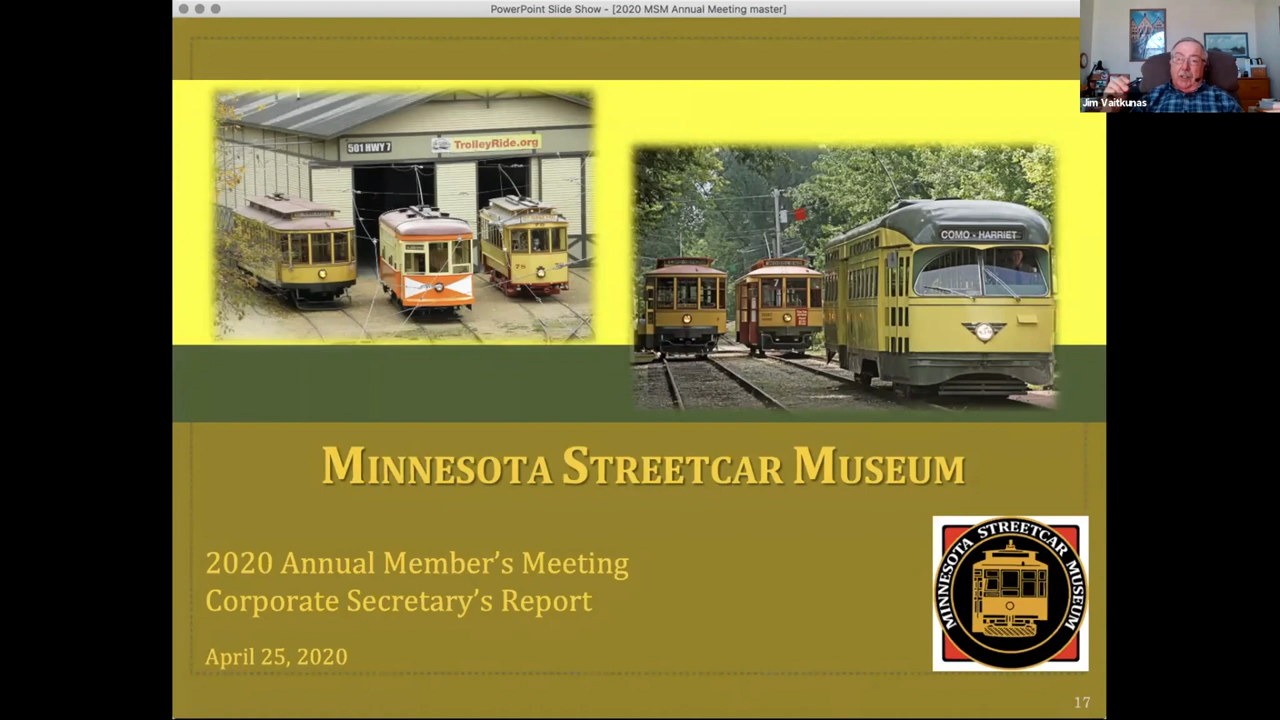 PowerPoint Slide Show - [2020 MSM Annual Meeting master]
Jim Vaitkunas
501 HWY 7
TrolleyRide.org
78
COMO - HARRIET
MINNESOTA STREETCAR MUSEUM
2020 Annual Member's Meeting
Corporate Secretary's Report
April 25, 2020
MINNESOTA STREETCAR MUSEUM
17